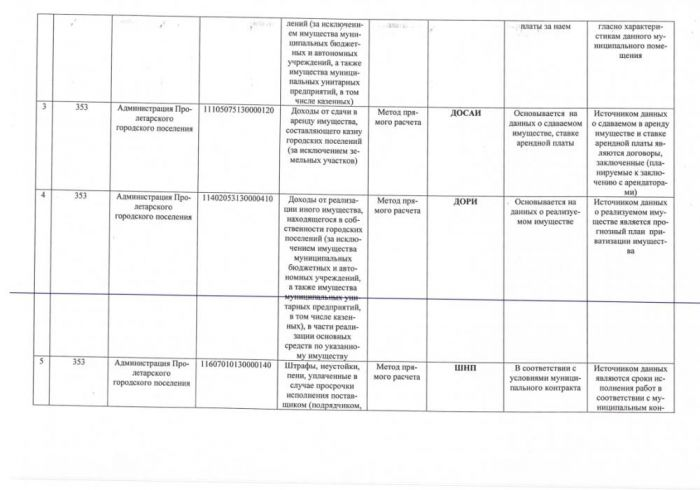 лений (за исключени-
ем имущества муни-
ципальных бюджет-
ных и автономных
учреждений, а также
имущества муници-
пальных унитарных
предприятий, в том
числе казенных)
платы за наем
гласно характери-
стикам данного му-
ниципального поме-
щения
3
353
Администрация Про-
летарского
городского поселения
11105075130000120
Доходы от сдачи в
аренду имущества,
составляющего казну
городских поселений
(за исключением зе-
мельных участков)
Метод пря-
мого расчета
ДОСАИ
Основывается на
данных о сдаваемом
имуществе, ставке
арендной платы
Источником данных
о сдаваемом в аренду
имуществе и ставке
арендной платы яв-
ляются договоры,
заключенные (пла-
нируемые к заклю-
чению с арендатора-
ми)
4
353
Администрация Про-
летарского
городского поселения
11402053130000410
Доходы от реализа-
ции иного имущества,
находящегося в соб-
ственности городских
поселений (за исклю-
чением имущества
муниципальных
бюджетных и авто-
номных учреждений,
а также имущества
муниципальных уни-
тарных предприятий,
в том числе казен-
ных), в части реали-
зации основных
средств по указанно-
му имуществу
Метод пря-
мого расчета
ДОРИ
Основывается на
данных о реализуе-
мом имуществе
Источником данных
о реализуемом иму-
ществе является про-
гнозный план при-
ватизации имущест-
ва
5
353
Администрация Про-
летарского
городского поселения
11607010130000140
Штрафы, неустойки,
пени, уплаченные в
случае просрочки
исполнения постав-
щиком (подрядчиком,
Метод пря-
мого расчета
ШНП
В соответствии с
условиями муници-
пального контракта
Источником данных
являются сроки ис-
полнения работ в
соответствии с му-
ниципальным кон-